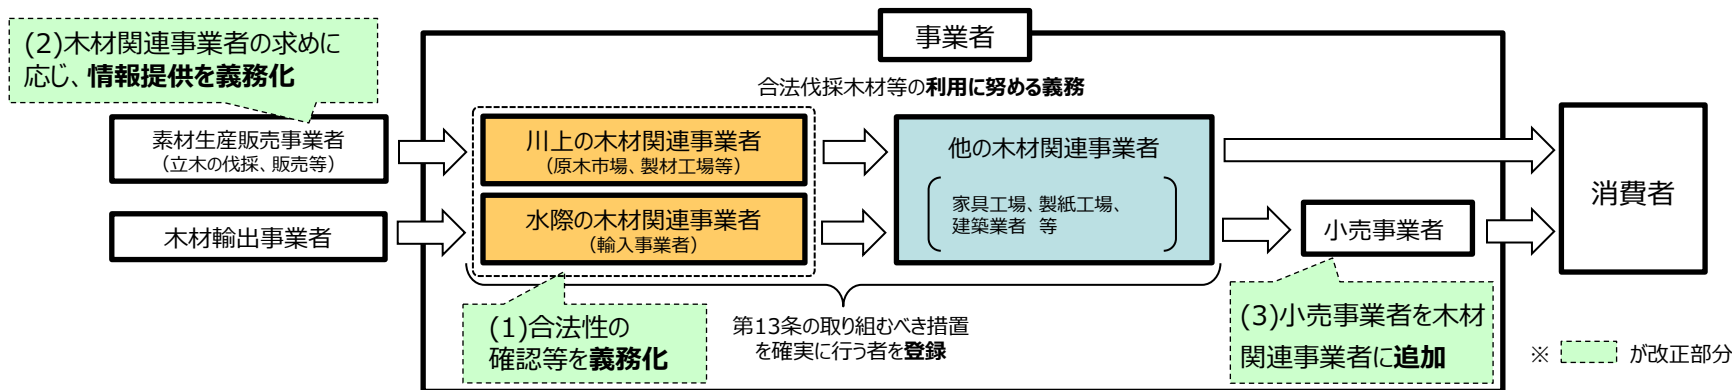 事業者
(2)木材関連事業者の求めに
応じ、情報提供を義務化
合法伐採木材等の利用に努める義務
素材生産販売事業者
（立木の伐採、販売等）
川上の木材関連事業者
（原木市場、製材工場等）
他の木材関連事業者
家具工場、製紙工場、
建築業者 等
消費者
木材輸出事業者
水際の木材関連事業者
（輸入事業者）
小売事業者
(1)合法性の
確認等を義務化
第13条の取り組むべき措置
を確実に行う者を登録
(3)小売事業者を木材
関連事業者に追加
※ が改正部分